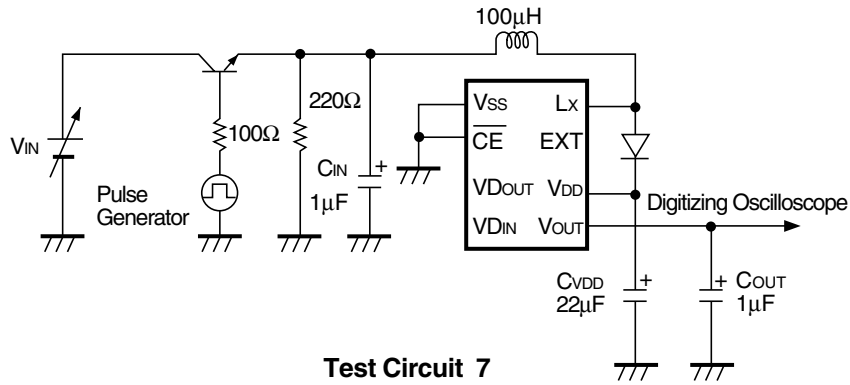 100μH
VIN
Pulse
Generator
100Ω
220Ω
CIN
1μF
+
VSS
CE
VDOUT
VDIN
LX
EXT
VDD
VOUT
Digitizing Oscilloscope
CVDD
22μF
+
COUT
1μF
+
Test Circuit 7